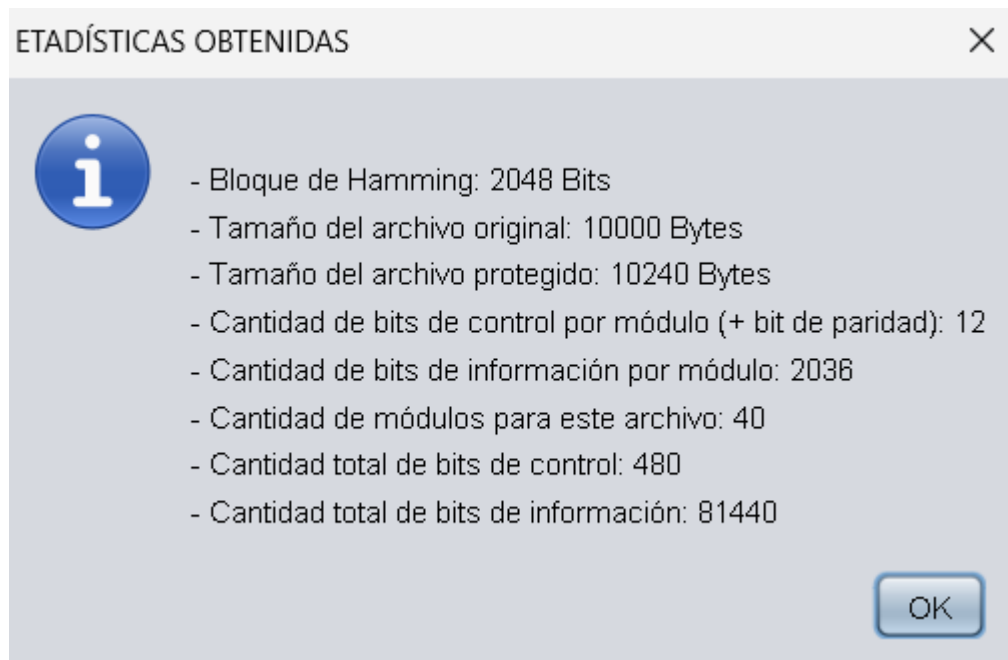 ETADÍSTICAS OBTENIDAS
- Bloque de Hamming: 2048 Bits
- Tamaño del archivo original: 10000 Bytes
- Tamaño del archivo protegido: 10240 Bytes
- Cantidad de bits de control por módulo (+ bit de paridad): 12
- Cantidad de bits de información por módulo: 2036
- Cantidad de módulos para este archivo: 40
- Cantidad total de bits de control: 480
- Cantidad total de bits de información: 81440
OK